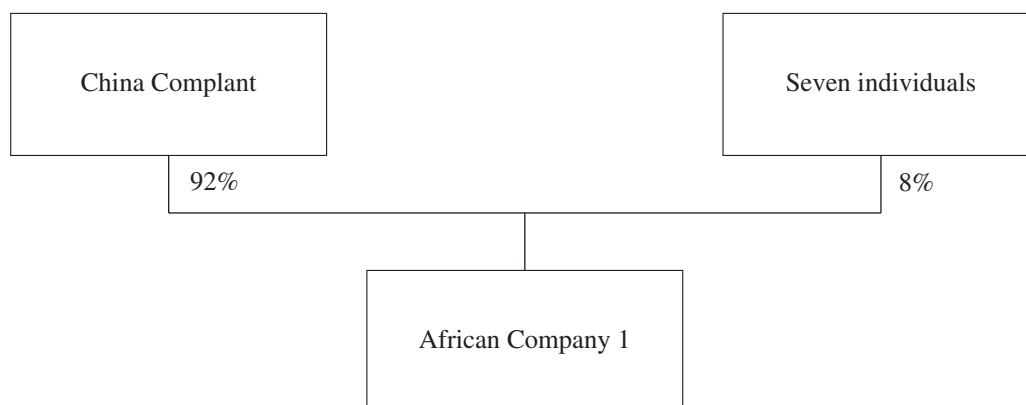 China Complant
Seven individuals
92%
8%
African Company 1